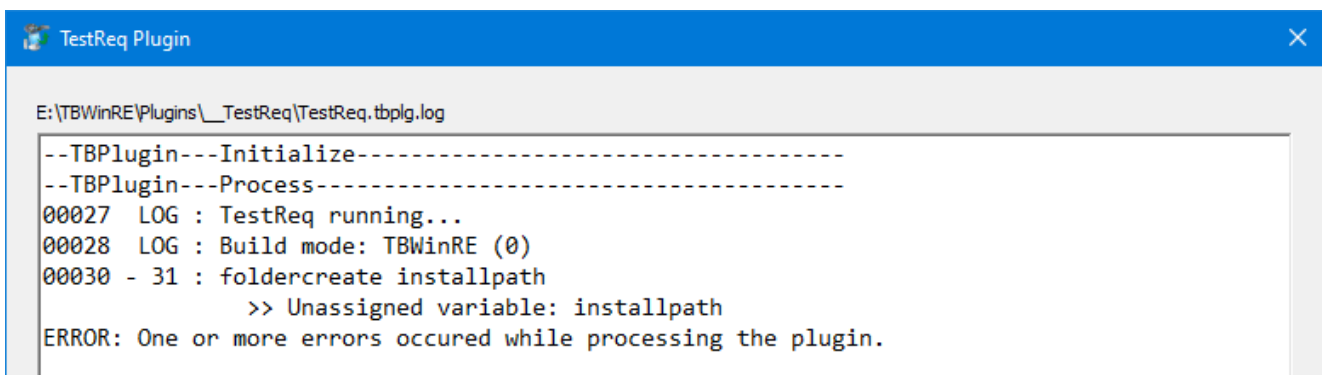 TestReq Plugin
E:\TBWinRE\Plugins\__TestReq\TestReq.tbplg.log
--TBPlugin---Initialize------------------------------------
--TBPlugin---Process---------------------------------------
00027  LOG : TestReq running...
00028  LOG : Build mode: TBWinRE (0)
00030 - 31 : foldercreate installpath
>> Unassigned variable: installpath
ERROR: One or more errors occured while processing the plugin.